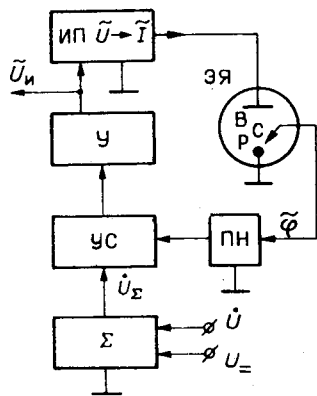 ИП Ũ→Ĩ
ЭЯ
Ũи
В
С
Р
У
φ̃
УС
ПН
U̇Σ
U̇
Σ
U=